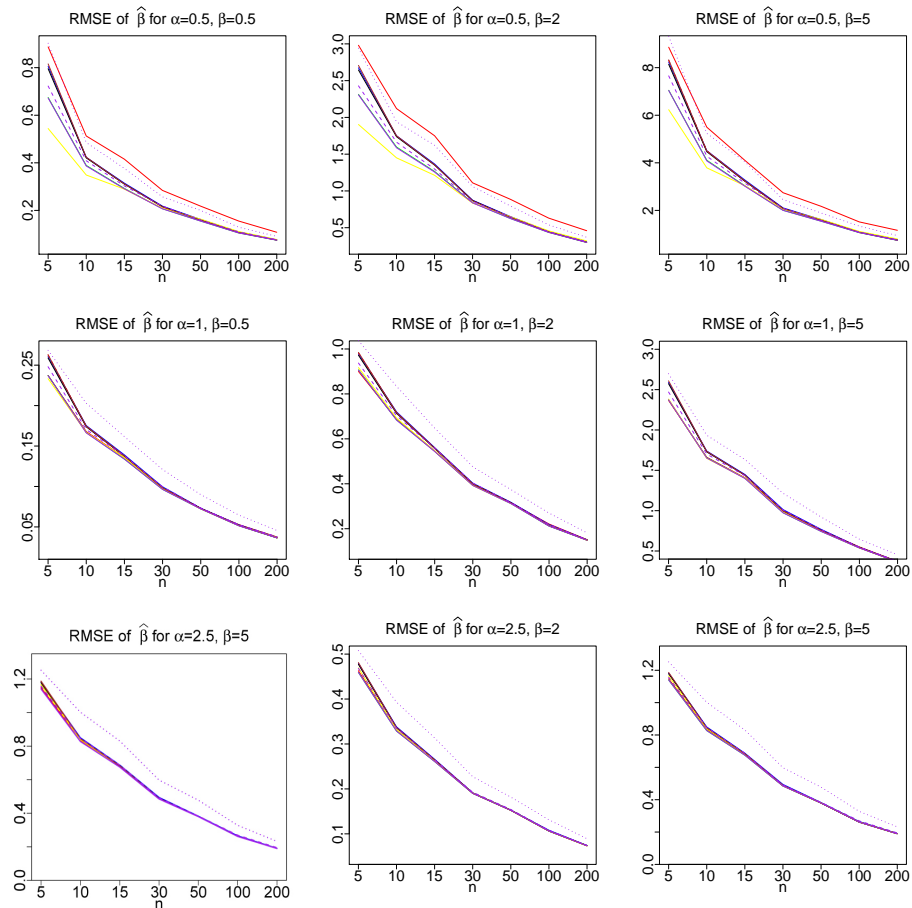 RMSE of β̂ for α=0.5, β=0.5
0.2 0.4 0.6 0.8
5 10 15 30 50 100 200
n
RMSE of β̂ for α=0.5, β=2
0.5 1.0 1.5 2.0 2.5 3.0
5 10 15 30 50 100 200
n
RMSE of β̂ for α=0.5, β=5
2 4 6 8
5 10 15 30 50 100 200
n
RMSE of β̂ for α=1, β=0.5
0.05 0.15 0.25
5 10 15 30 50 100 200
n
RMSE of β̂ for α=1, β=2
0.2 0.4 0.6 0.8 1.0
5 10 15 30 50 100 200
n
RMSE of β̂ for α=1, β=5
0.5 1.0 1.5 2.0 2.5 3.0
5 10 15 30 50 100 200
n
RMSE of β̂ for α=2.5, β=5
0.0 0.4 0.8 1.2
5 10 15 30 50 100 200
n
RMSE of β̂ for α=2.5, β=2
0.1 0.2 0.3 0.4 0.5
5 10 15 30 50 100 200
n
RMSE of β̂ for α=2.5, β=5
0.0 0.4 0.8 1.2
5 10 15 30 50 100 200
n